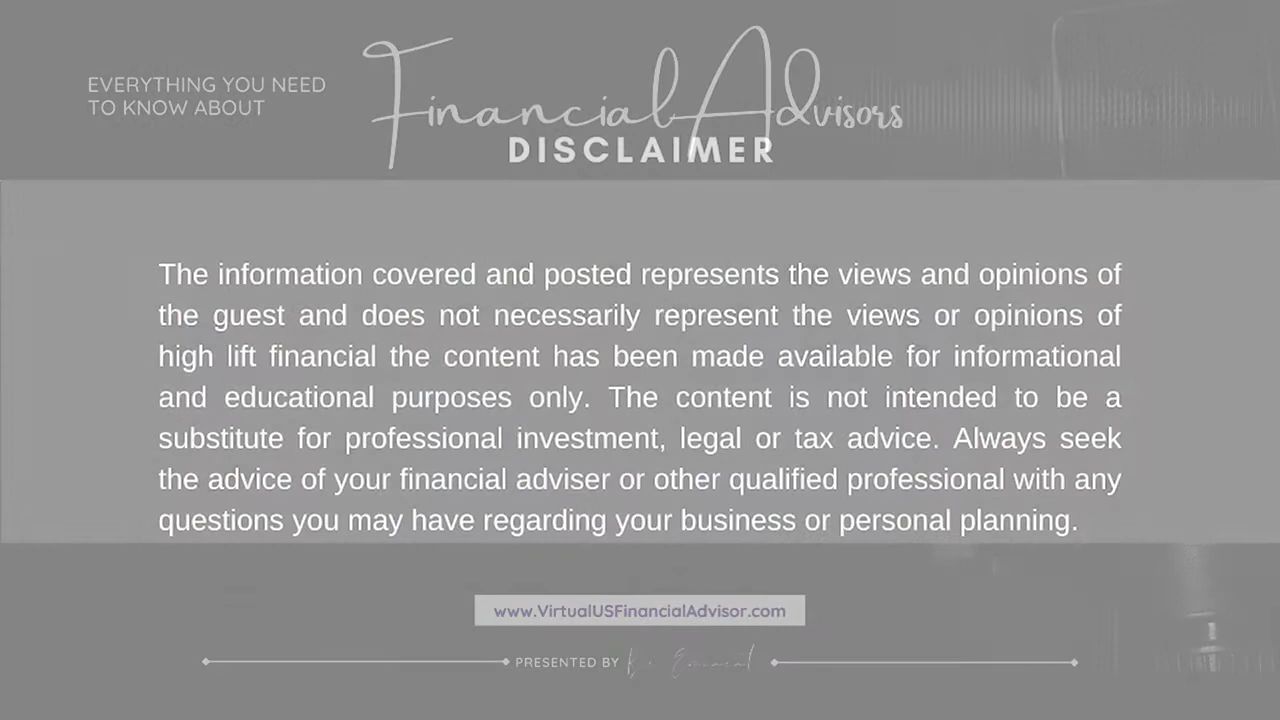 EVERYTHING YOU NEED
TO KNOW ABOUT
Financial Advisors
DISCLAIMER
The information covered and posted represents the views and opinions of
the guest and does not necessarily represent the views or opinions of
high lift financial the content has been made available for informational
and educational purposes only. The content is not intended to be a
substitute for professional investment, legal or tax advice. Always seek
the advice of your financial adviser or other qualified professional with any
questions you may have regarding your business or personal planning.
www.VirtualUSFinancialAdvisor.com
PRESENTED BY